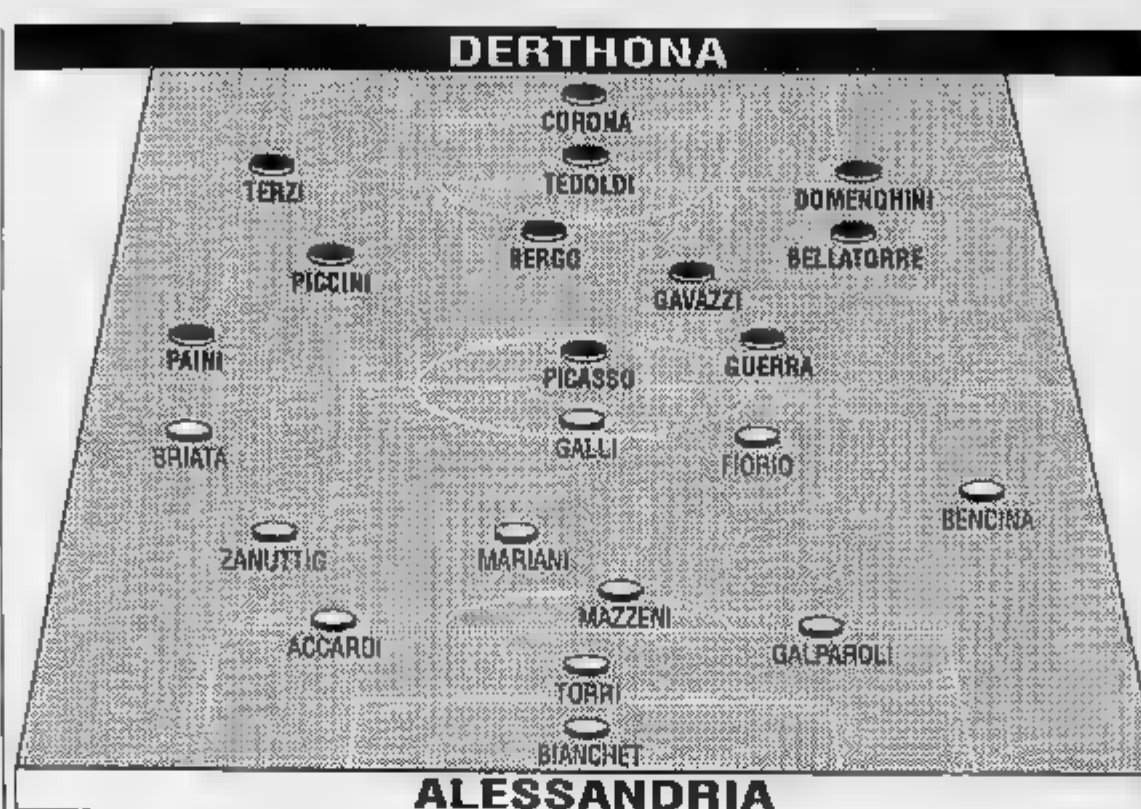 DERTHONA
CORONA
TERZI
TEDOLDI
DOMENGHINI
BERGO
BELLATORRE
PICCINI
GAVAZZI
PAINI
PICASSO
GUERRA
BRIATA
GALLI
FIORIO
BENCINA
ZANUTTIG
MARIANI
MAZZENI
ACCARDI
GALPAROLI
TORRI
BIANCHET
ALESSANDRIA